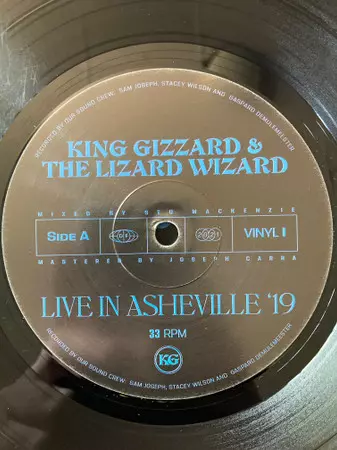 RECORDED BY OUR SOUND CREW: SAM JOSEPH, STACEY WILSON AND GASPARD DEMULEMEESTER
KING GIZZARD &
THE LIZARD WIZARD
MIXED BY STU MACKENZIE
Side A
VINYL I
MASTERED BY JOSEPH CARRA
LIVE IN ASHEVILLE '19
33 RPM
KG
RECORDED BY OUR SOUND CREW: SAM JOSEPH, STACEY WILSON AND GASPARD DEMULEMEESTER